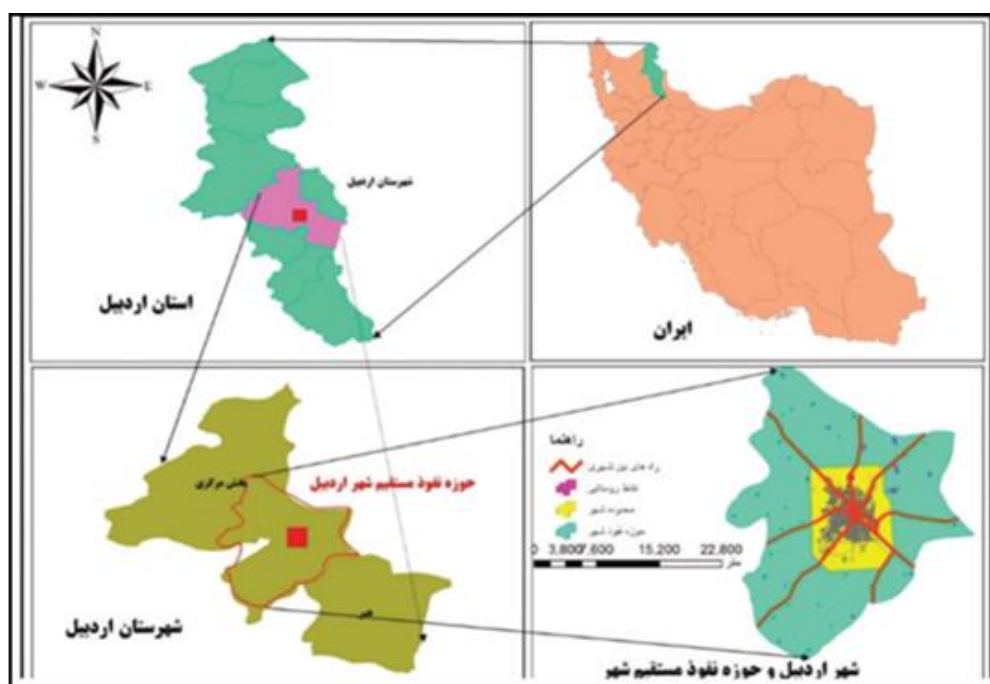 N
W
E
S
شهرستان اردبیل
استان اردبیل
ایران
بخش مرکزی
حوزه نفوذ مستقیم شهر اردبیل
شهرستان اردبیل
راهنما
راه های بین شهری
نقاط روستائی
محدوده شهر
حوزه نفوذ شهر
0 3,800 7,600 15,200 22,800
متر
شهر اردبیل و حوزه نفوذ مستقیم شهر